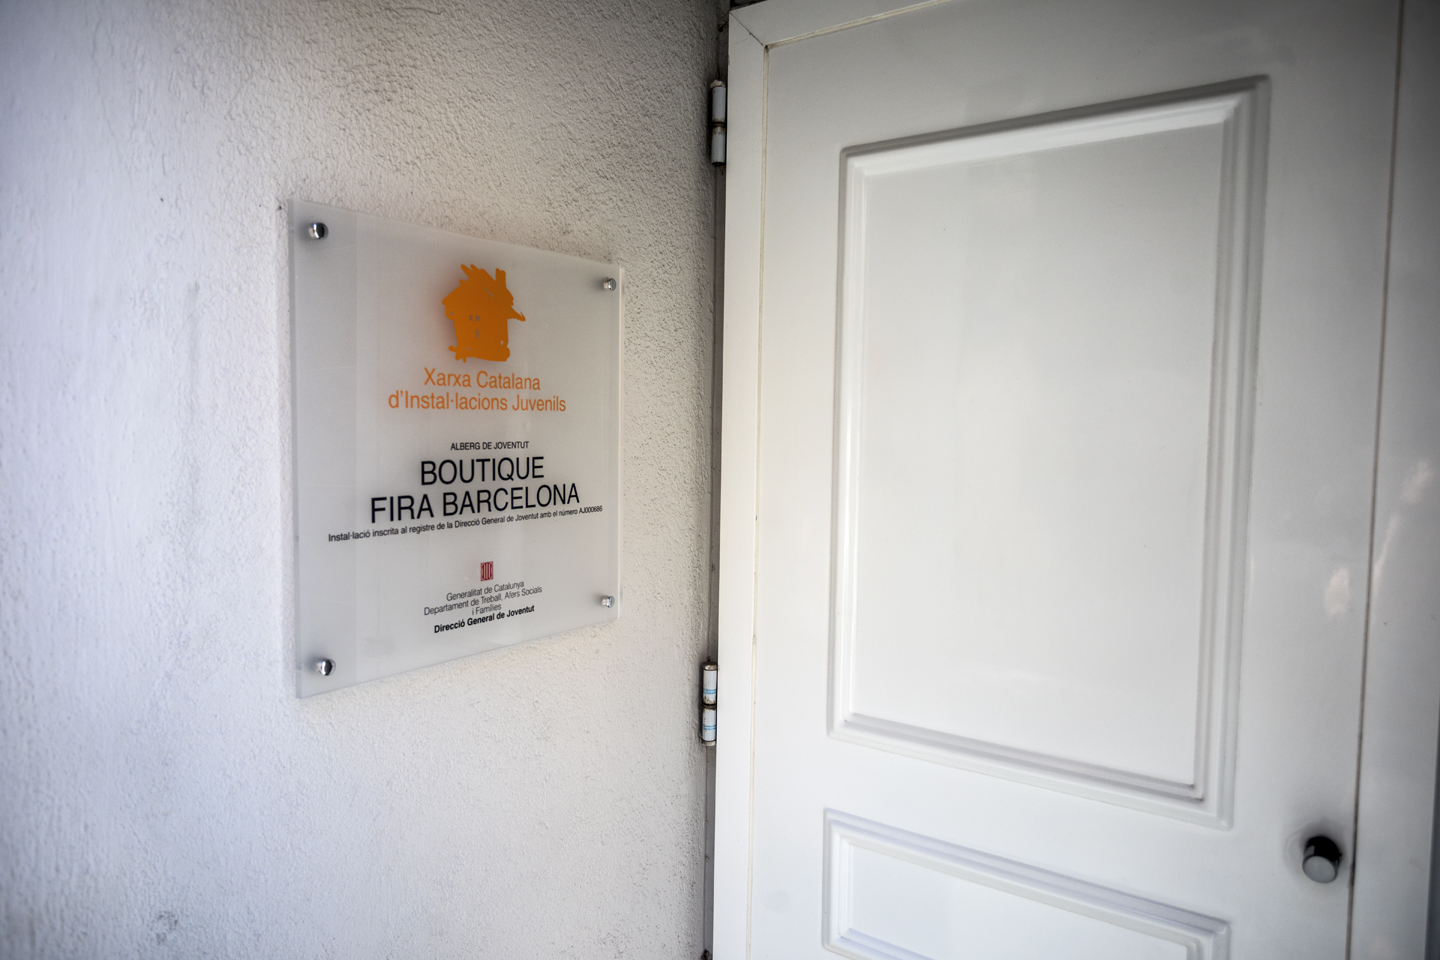 Xarxa Catalana
d'Instal·lacions Juvenils
ALBERG DE JOVENTUT
BOUTIQUE
FIRA BARCELONA
Instal·lació inscrita al registre de la Direcció General de Joventut amb el número AJ000686
Generalitat de Catalunya
Departament de Treball, Afers Socials
i Famílies
Direcció General de Joventut